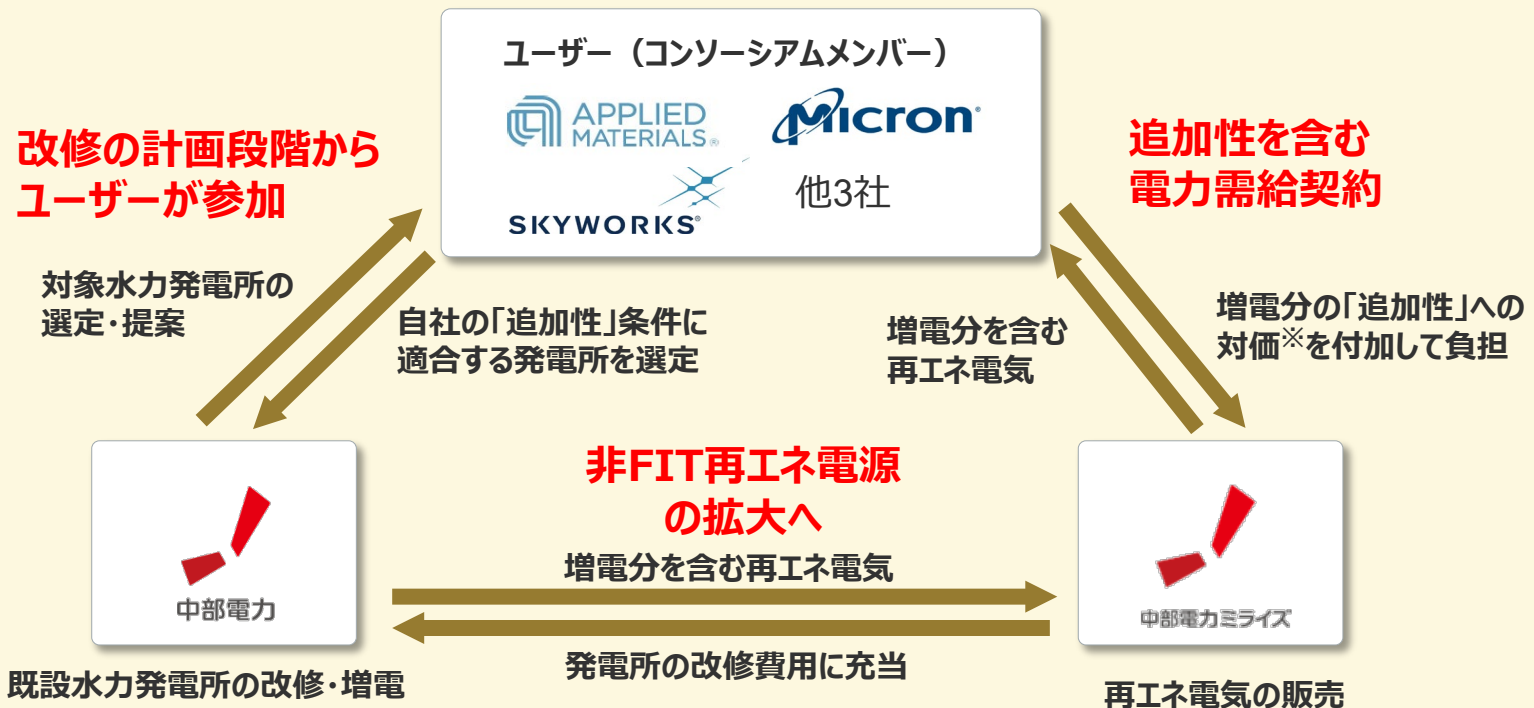 ユーザー（コンソーシアムメンバー）
APPLIED
MATERIALS®
Micron®
SKYWORKS®
他3社
改修の計画段階から
ユーザーが参加
追加性を含む
電力需給契約
対象水力発電所の
選定・提案
自社の「追加性」条件に
適合する発電所を選定
増電分を含む
再エネ電気
増電分の「追加性」への
対価※を付加して負担
非FIT再エネ電源
の拡大へ
増電分を含む再エネ電気
発電所の改修費用に充当
中部電力
既設水力発電所の改修・増電
中部電力ミライズ
再エネ電気の販売